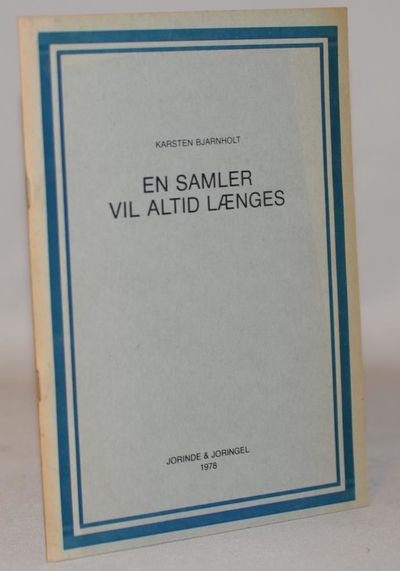 KARSTEN BJARNHOLT
EN SAMLER
VIL ALTID LÆNGES
JORINDE & JORINGEL
1978